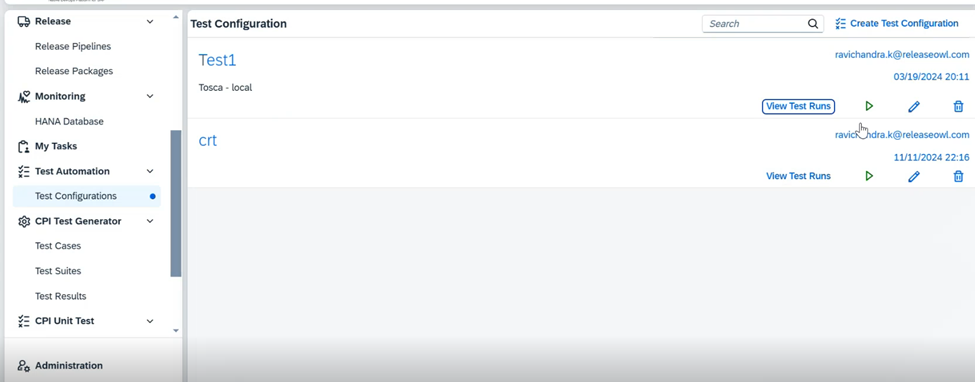 Release
Release Pipelines
Release Packages
Monitoring
HANA Database
My Tasks
Test Automation
Test Configurations
CPI Test Generator
Test Cases
Test Suites
Test Results
CPI Unit Test
Administration
Test Configuration
Search
Create Test Configuration
Test1
ravichandra.k@releaseowl.com
03/19/2024 20:11
Tosca - local
View Test Runs
crt
ravichandra.k@releaseowl.com
11/11/2024 22:16
View Test Runs